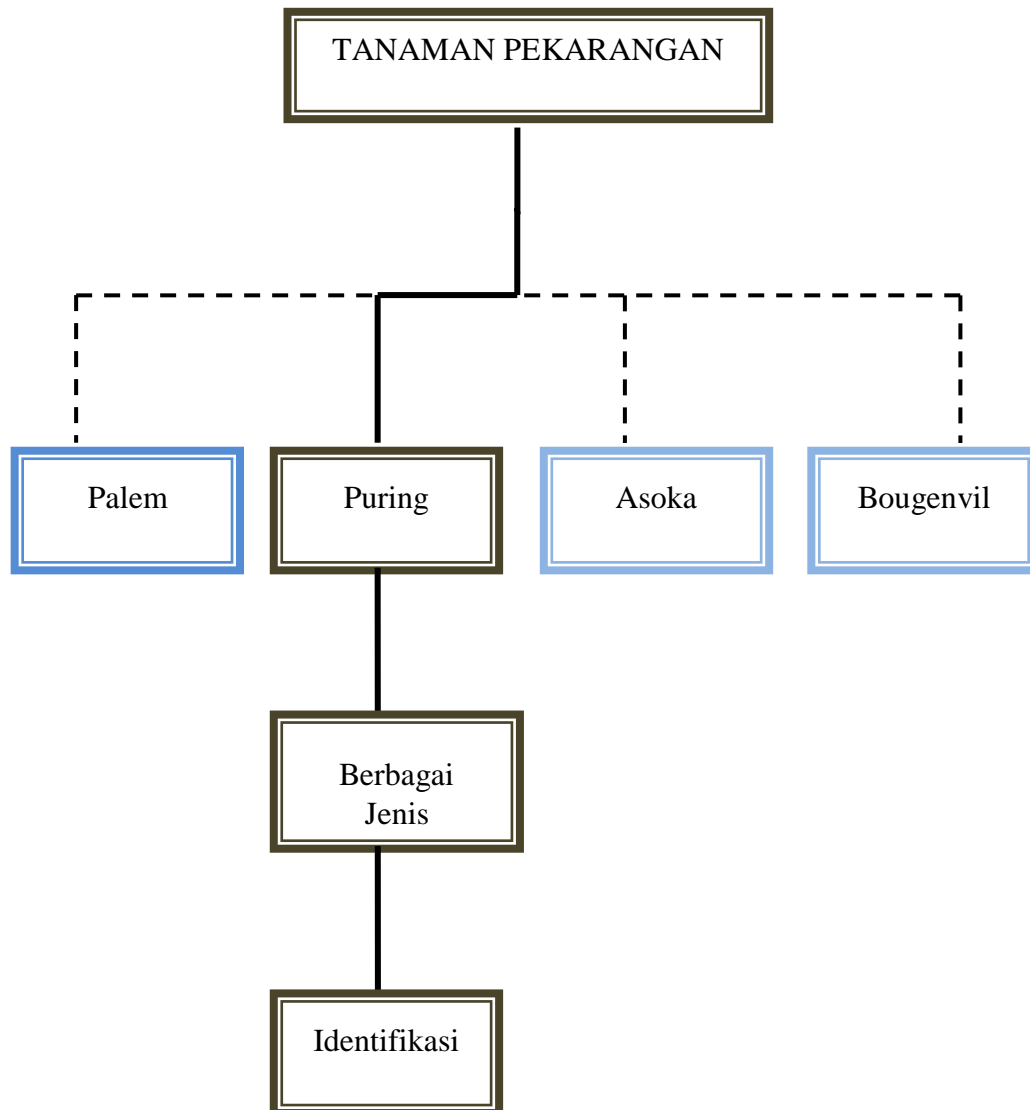 TANAMAN PEKARANGAN
Palem
Puring
Asoka
Bougenvil
Berbagai
Jenis
Identifikasi